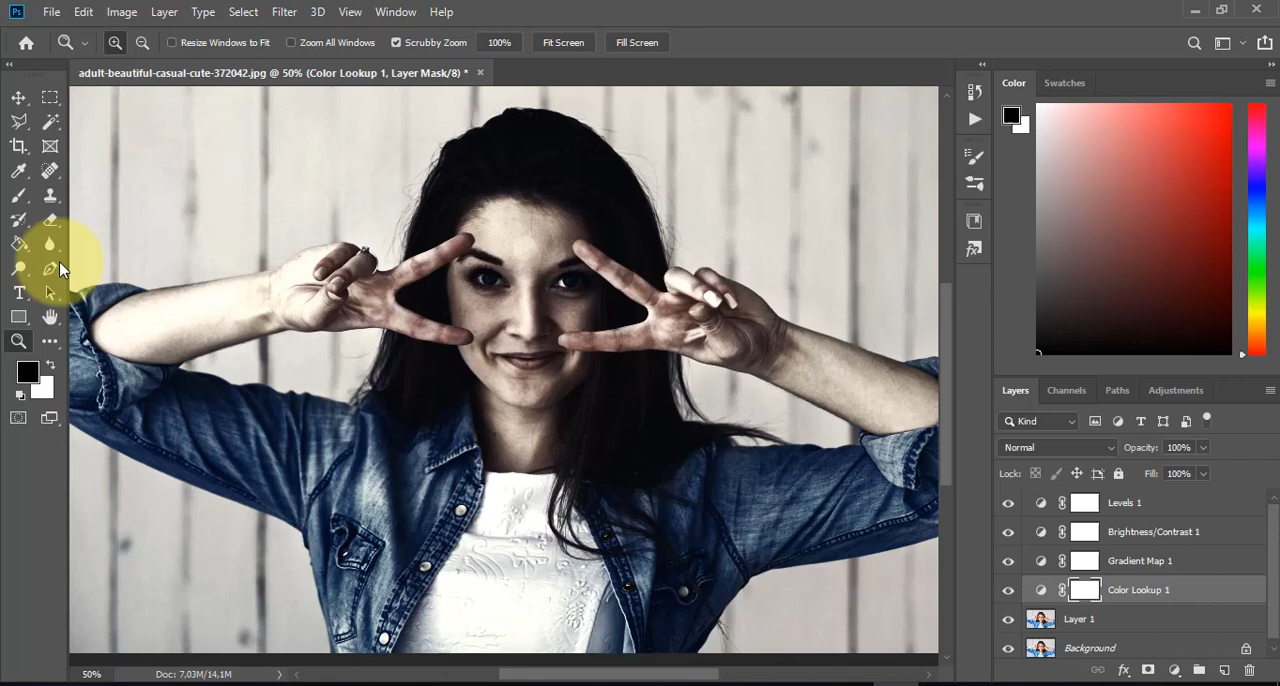 Ps File Edit Image Layer Type Select Filter 3D View Window Help
Resize Windows to Fit Zoom All Windows Scrubby Zoom 100% Fit Screen Fill Screen
adult-beautiful-casual-cute-372042.jpg @ 50% (Color Lookup 1, Layer Mask/8) *
Color Swatches
Layers Channels Paths Adjustments
Kind
Normal Opacity: 100%
Lock: Fill: 100%
Levels 1
Brightness/Contrast 1
Gradient Map 1
Color Lookup 1
Layer 1
Background
50% Doc: 7,03M/14,1M